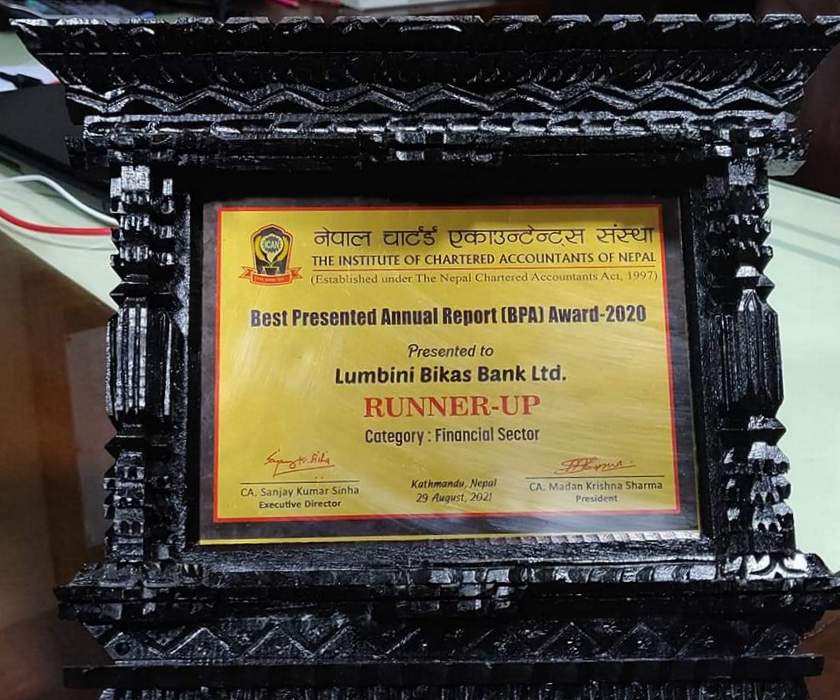 नेपाल चार्टर्ड एकाउन्टेन्ट्स संस्था
ICAN
THE INSTITUTE OF CHARTERED ACCOUNTANTS OF NEPAL
(Established under The Nepal Chartered Accountants Act, 1997)
Best Presented Annual Report (BPA) Award-2020
Presented to
Lumbini Bikas Bank Ltd.
RUNNER-UP
Category : Financial Sector
CA. Sanjay Kumar Sinha
Executive Director
Kathmandu, Nepal
29 August, 2021
CA. Madan Krishna Sharma
President